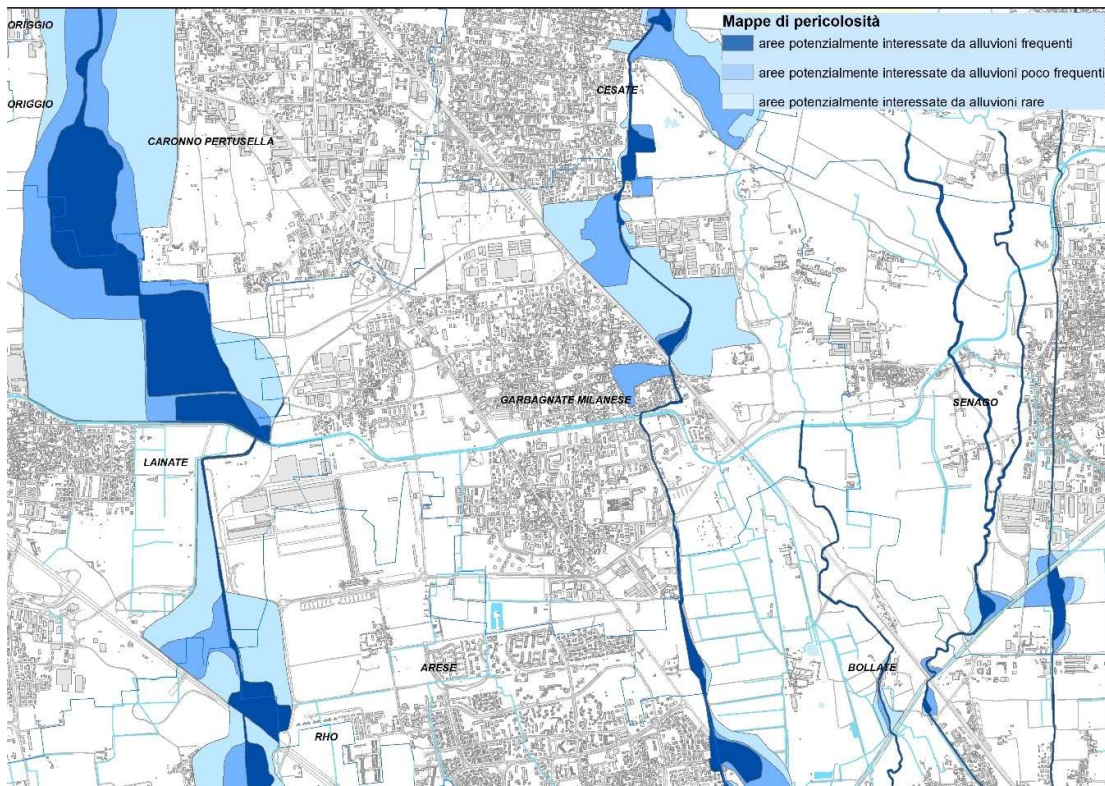 Mappe di pericolosità
aree potenzialmente interessate da alluvioni frequenti
aree potenzialmente interessate da alluvioni poco frequenti
aree potenzialmente interessate da alluvioni rare
ORIGGIO
CESATE
ORIGGIO
CARONNO PERTUSELLA
GARBAGNATE MILANESE
SENAGO
LAINATE
ARESE
BOLLATE
RHO